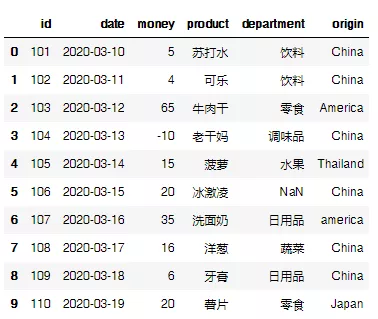 id date money product department origin
0 101 2020-03-10 5 苏打水 饮料 China
1 102 2020-03-11 4 可乐 饮料 China
2 103 2020-03-12 65 牛肉干 零食 America
3 104 2020-03-13 -10 老干妈 调味品 China
4 105 2020-03-14 15 菠萝 水果 Thailand
5 106 2020-03-15 20 冰激凌 NaN China
6 107 2020-03-16 35 洗面奶 日用品 america
7 108 2020-03-17 16 洋葱 蔬菜 China
8 109 2020-03-18 6 牙膏 日用品 China
9 110 2020-03-19 20 薯片 零食 Japan